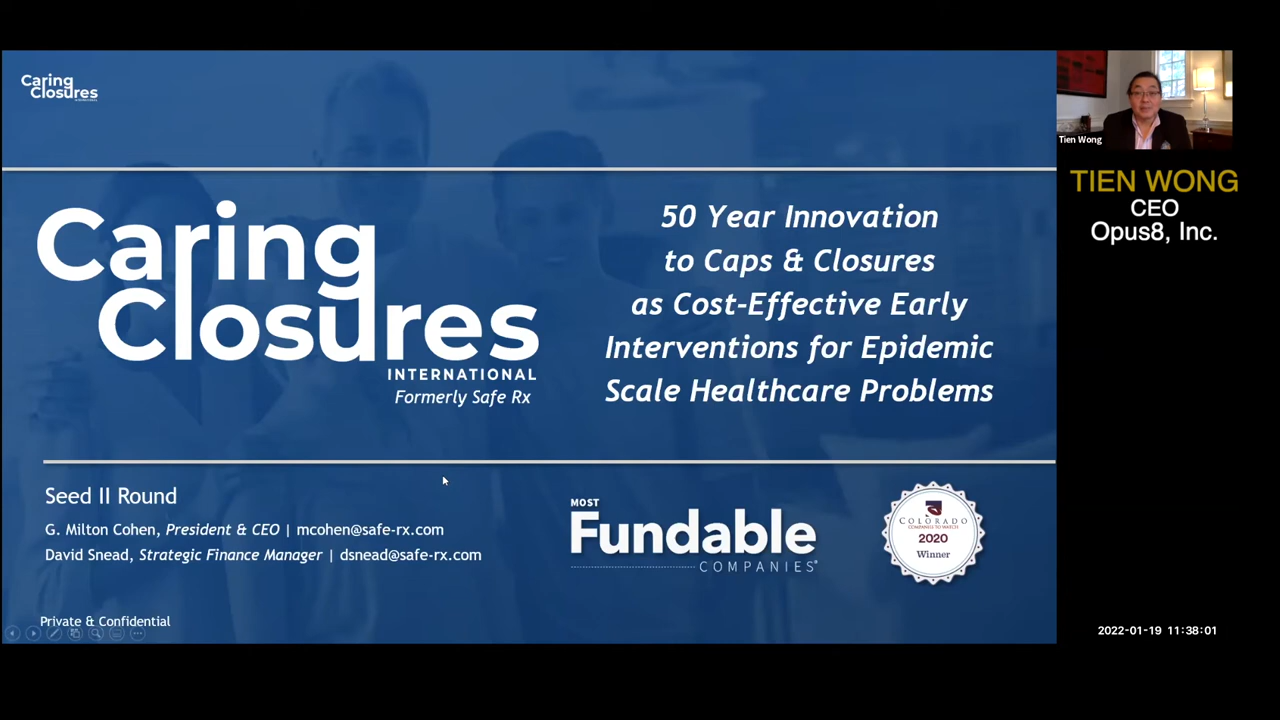 Caring
Closures
Caring
Closures
INTERNATIONAL
Formerly Safe Rx
50 Year Innovation
to Caps & Closures
as Cost-Effective Early
Interventions for Epidemic
Scale Healthcare Problems
Seed II Round
G. Milton Cohen, President & CEO | mcohen@safe-rx.com
David Snead, Strategic Finance Manager | dsnead@safe-rx.com
MOST
Fundable
COMPANIES
COLORADO
COMPANIES TO WATCH
2020
Winner
Private & Confidential
Tien Wong
TIEN WONG
CEO
Opus8, Inc.
2022-01-19 11:38:01